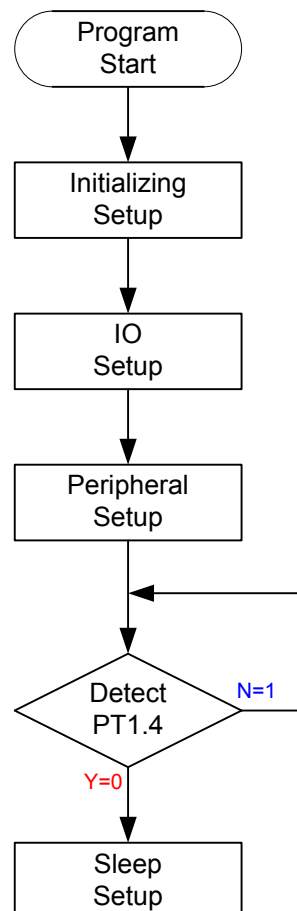 Program
Start
Initializing
Setup
IO
Setup
Peripheral
Setup
Detect
PT1.4
N=1
Y=0
Sleep
Setup